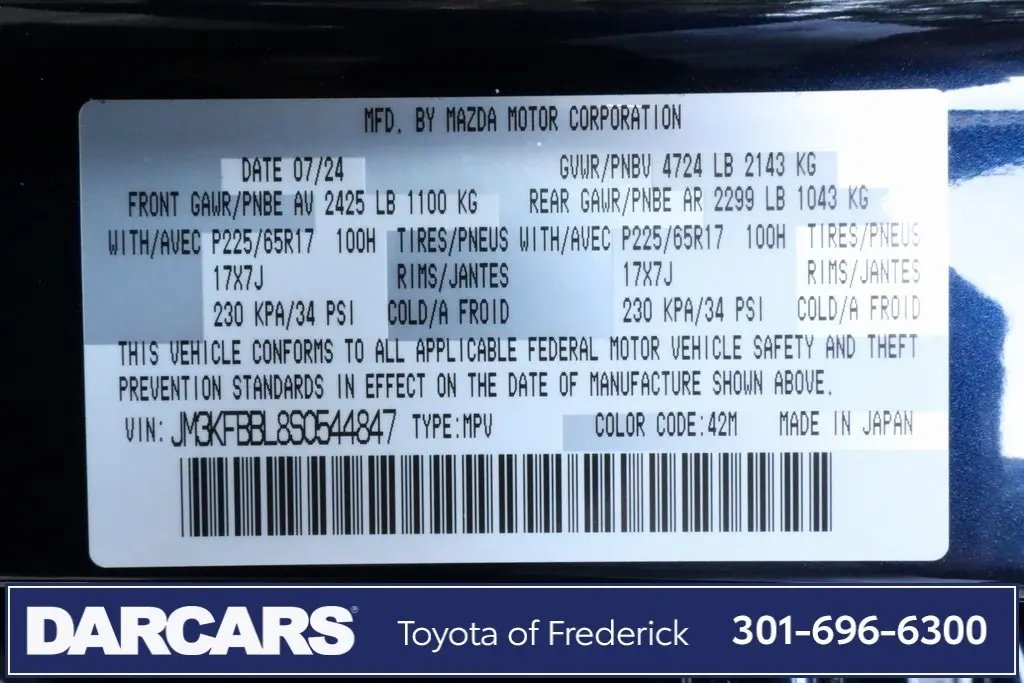 MFD. BY MAZDA MOTOR CORPORATION
DATE 07/24 GVWR/PNBV 4724 LB 2143 KG
FRONT GAWR/PNBE AV 2425 LB 1100 KG REAR GAWR/PNBE AR 2299 LB 1043 KG
WITH/AVEC P225/65R17 100H TIRES/PNEUS WITH/AVEC P225/65R17 100H TIRES/PNEUS
17X7J RIMS/JANTES 17X7J RIMS/JANTES
230 KPA/34 PSI COLD/A FROID 230 KPA/34 PSI COLD/A FROID
THIS VEHICLE CONFORMS TO ALL APPLICABLE FEDERAL MOTOR VEHICLE SAFETY AND THEFT
PREVENTION STANDARDS IN EFFECT ON THE DATE OF MANUFACTURE SHOWN ABOVE.
VIN: JM3KFBBL8S0544847 TYPE:MPV COLOR CODE:42M MADE IN JAPAN
DARCARS® Toyota of Frederick 301-696-6300